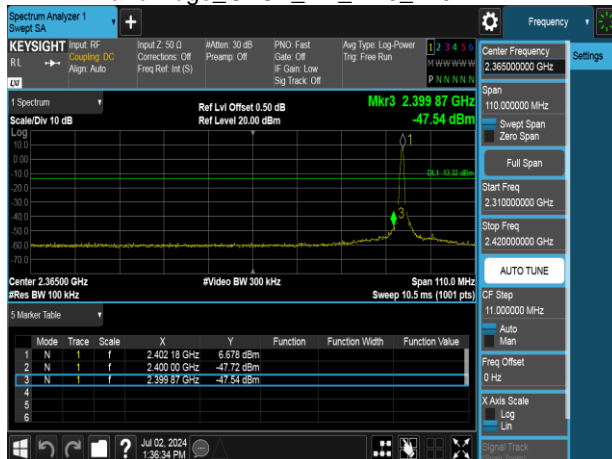 Spectrum Analyzer 1
Swept SA
+
Frequency
KEYSIGHT Input: RF Input Z: 50 Ω #Atten: 30 dB PNO: Fast Avg Type: Log-Power 1 2 3 4 5 6
RL Coupling: DC Corrections: Off Preamp: Off Gate: Off Trig: Free Run M W W W W W
Align: Auto Freq Ref: Int (S) IF Gain: Low
Sig Track: Off P N N N N N
LXI
1 Spectrum
Ref Lvl Offset 0.50 dB Mkr3 2.399 87 GHz
Scale/Div 10 dB Ref Level 20.00 dBm -47.54 dBm
Log
10.0
0.00
-10.0
-20.0
-30.0
-40.0
-50.0
-60.0
-70.0
1
DL1 -13.32 dBm
3
Center 2.36500 GHz #Video BW 300 kHz Span 110.0 MHz
#Res BW 100 kHz Sweep 10.5 ms (1001 pts)
5 Marker Table
Mode Trace Scale X Y Function Function Width Function Value
1 N 1 f 2.402 18 GHz 6.678 dBm
2 N 1 f 2.400 00 GHz -47.72 dBm
3 N 1 f 2.399 87 GHz -47.54 dBm
4
5
6
? Jul 02, 2024
1:36:34 PM
Center Frequency
2.365000000 GHz
Settings
Span
110.000000 MHz
Swept Span
Zero Span
Full Span
Start Freq
2.310000000 GHz
Stop Freq
2.420000000 GHz
AUTO TUNE
CF Step
11.000000 MHz
Auto
Man
Freq Offset
0 Hz
X Axis Scale
Log
Lin
Signal Track